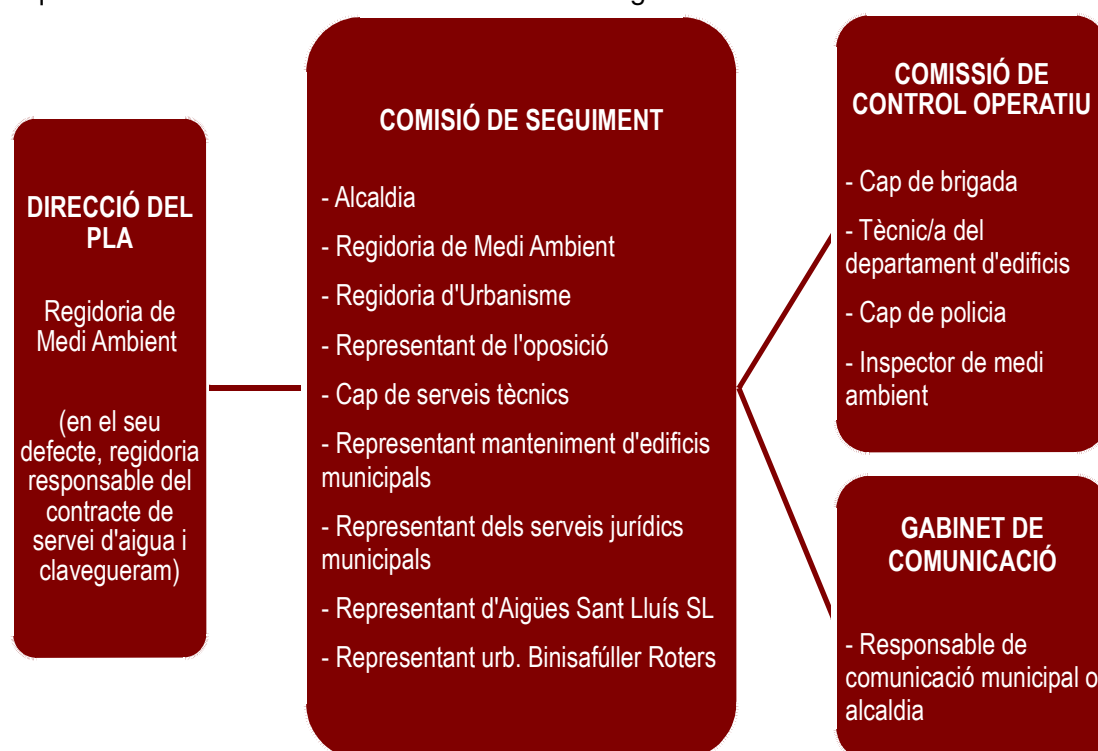 DIRECCIÓ DEL
PLA
Regidoria de
Medi Ambient
(en el seu
defecte, regidoria
responsable del
contracte de
servei d'aigua i
clavegueram)
COMISIÓ DE SEGUIMENT
- Alcaldia
- Regidoria de Medi Ambient
- Regidoria d'Urbanisme
- Representant de l'oposició
- Cap de serveis tècnics
- Representant manteniment d'edificis
municipals
- Representant dels serveis jurídics
municipals
- Representant d'Aigües Sant Lluís SL
- Representant urb. Binisafúller Roters
COMISSIÓ DE
CONTROL OPERATIU
- Cap de brigada
- Tècnic/a del
departament d'edificis
- Cap de policia
- Inspector de medi
ambient
GABINET DE
COMUNICACIÓ
- Responsable de
comunicació municipal o
alcaldia